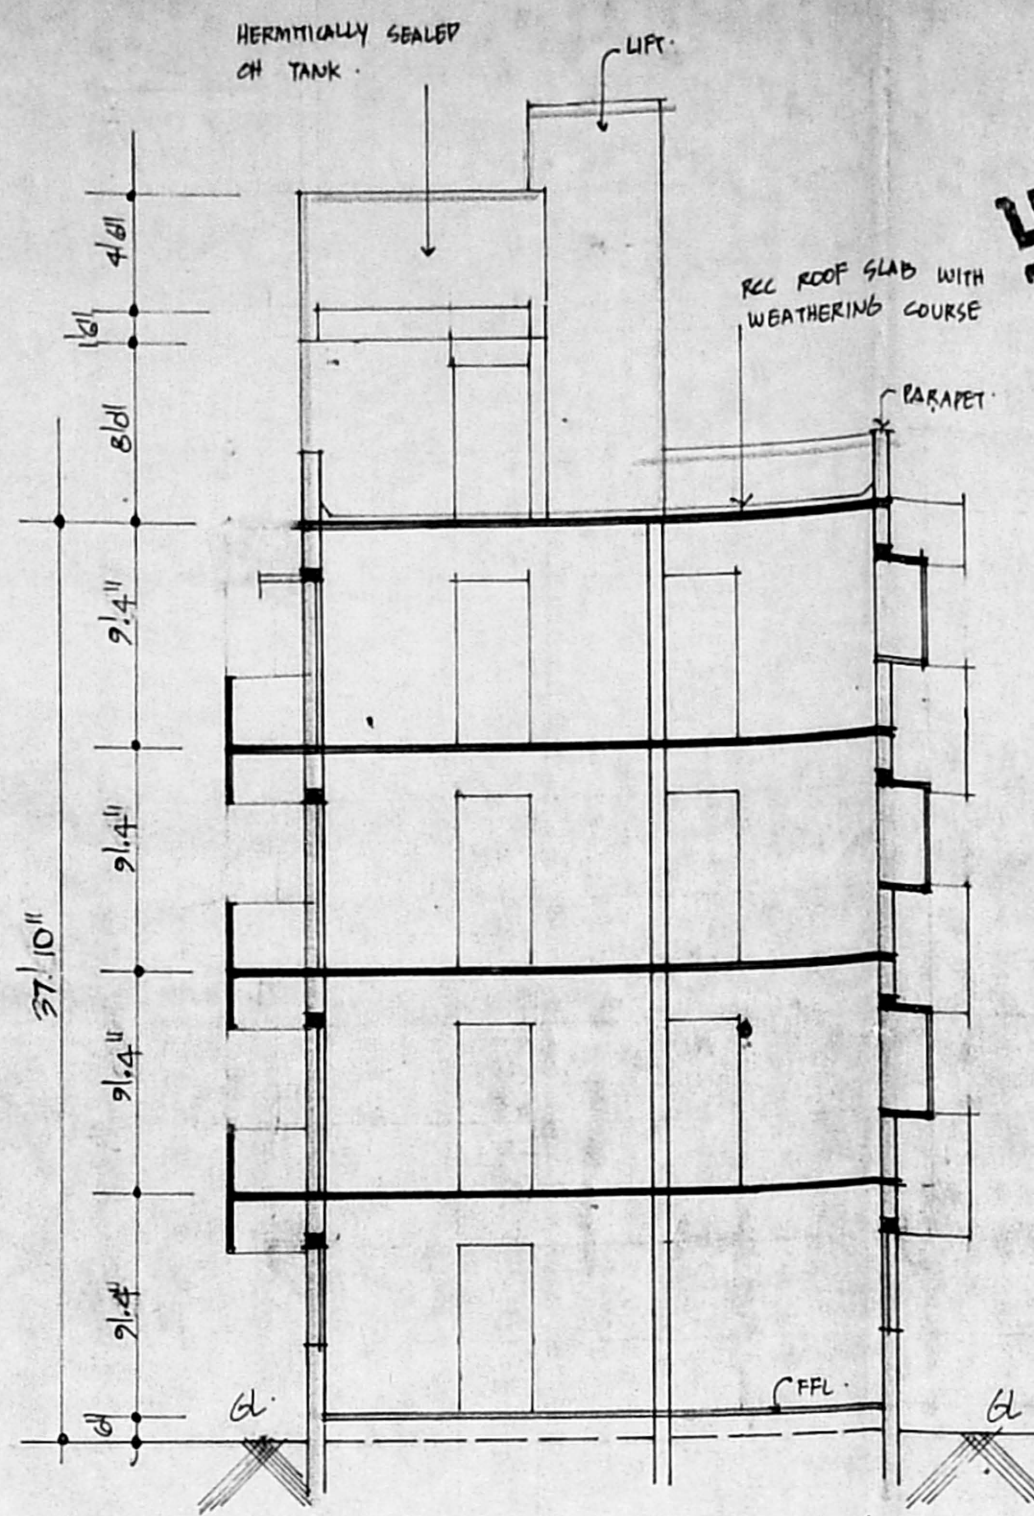 HERMITICALLY SEALED
OH TANK.
LIFT.
RCC ROOF SLAB WITH
WEATHERING COURSE
PARAPET.
4'6"
1'6"
8'0"
9'.4"
9'.4"
37'.10"
9'.4"
9'.4"
6"
GL.
FFL.
GL